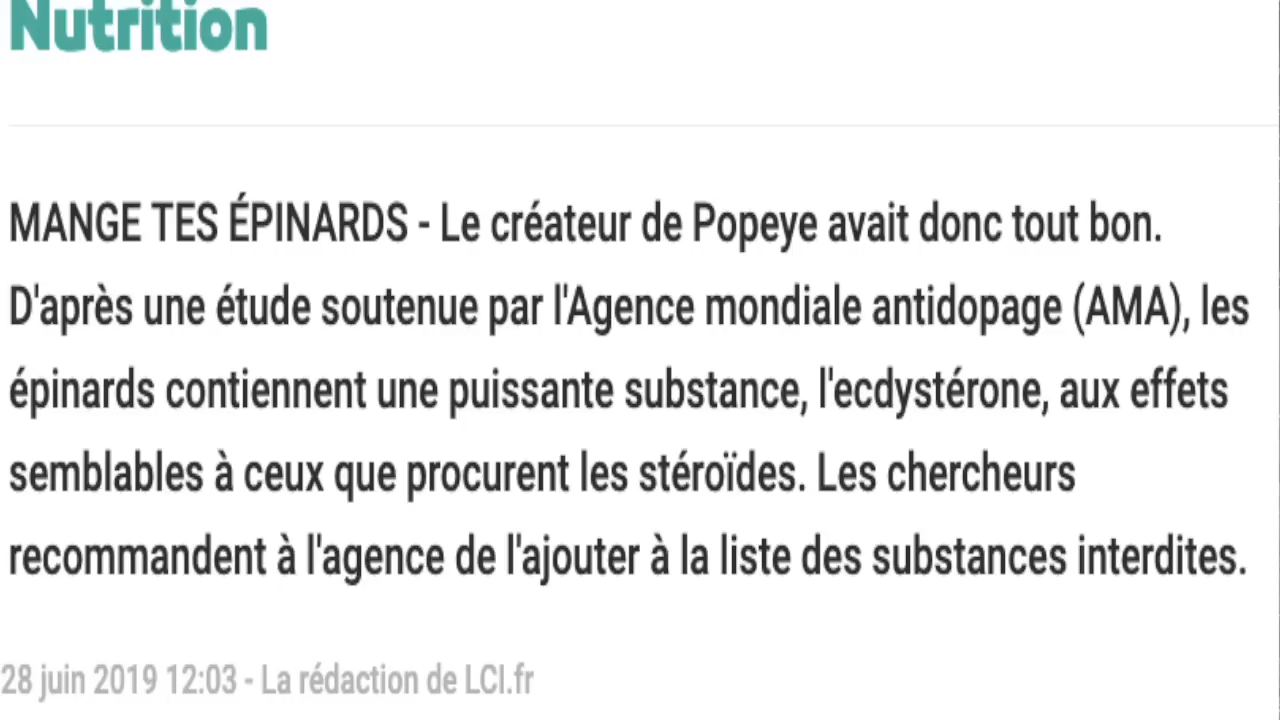 Nutrition
MANGE TES ÉPINARDS - Le créateur de Popeye avait donc tout bon.
D'après une étude soutenue par l'Agence mondiale antidopage (AMA), les
épinards contiennent une puissante substance, l'ecdystérone, aux effets
semblables à ceux que procurent les stéroïdes. Les chercheurs
recommandent à l'agence de l'ajouter à la liste des substances interdites.
28 juin 2019 12:03 - La rédaction de LCI.fr